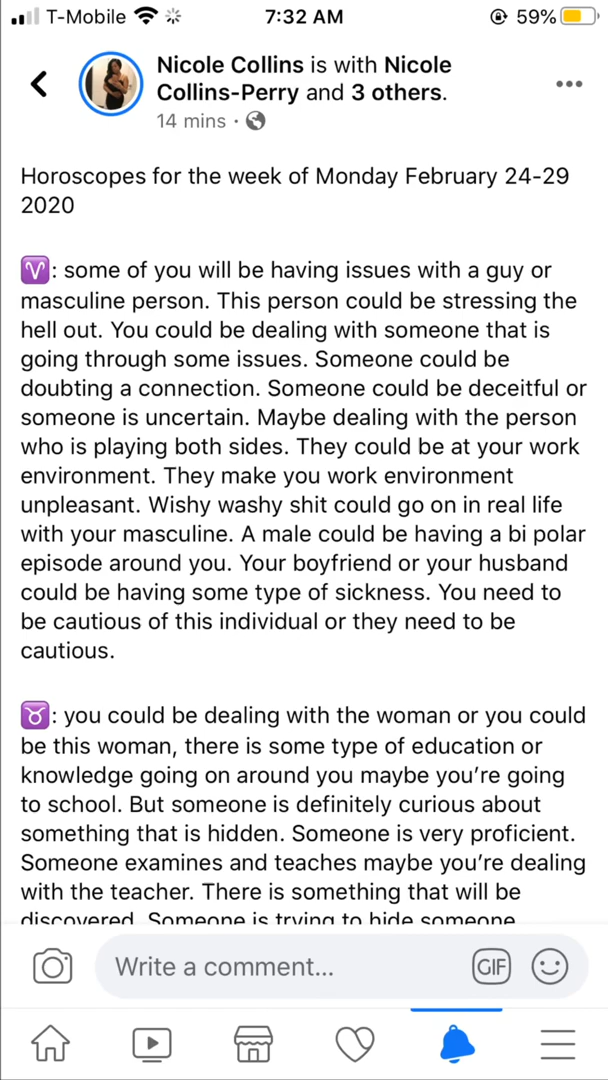 T-Mobile 7:32 AM 59%
Nicole Collins is with Nicole
Collins-Perry and 3 others.
14 mins ·
Horoscopes for the week of Monday February 24-29
2020
♈: some of you will be having issues with a guy or
masculine person. This person could be stressing the
hell out. You could be dealing with someone that is
going through some issues. Someone could be
doubting a connection. Someone could be deceitful or
someone is uncertain. Maybe dealing with the person
who is playing both sides. They could be at your work
environment. They make you work environment
unpleasant. Wishy washy shit could go on in real life
with your masculine. A male could be having a bi polar
episode around you. Your boyfriend or your husband
could be having some type of sickness. You need to
be cautious of this individual or they need to be
cautious.
♉: you could be dealing with the woman or you could
be this woman, there is some type of education or
knowledge going on around you maybe you’re going
to school. But someone is definitely curious about
something that is hidden. Someone is very proficient.
Someone examines and teaches maybe you’re dealing
with the teacher. There is something that will be
discovered. Someone is trying to hide someone
Write a comment... GIF